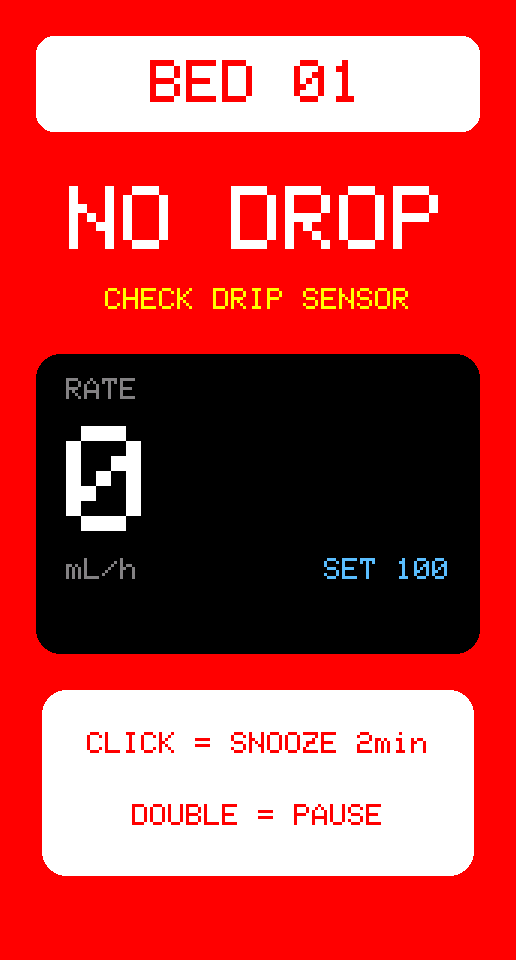 BED 01
NO DROP
CHECK DRIP SENSOR
RATE
0
mL/h
SET 100
CLICK = SNOOZE 2min
DOUBLE = PAUSE